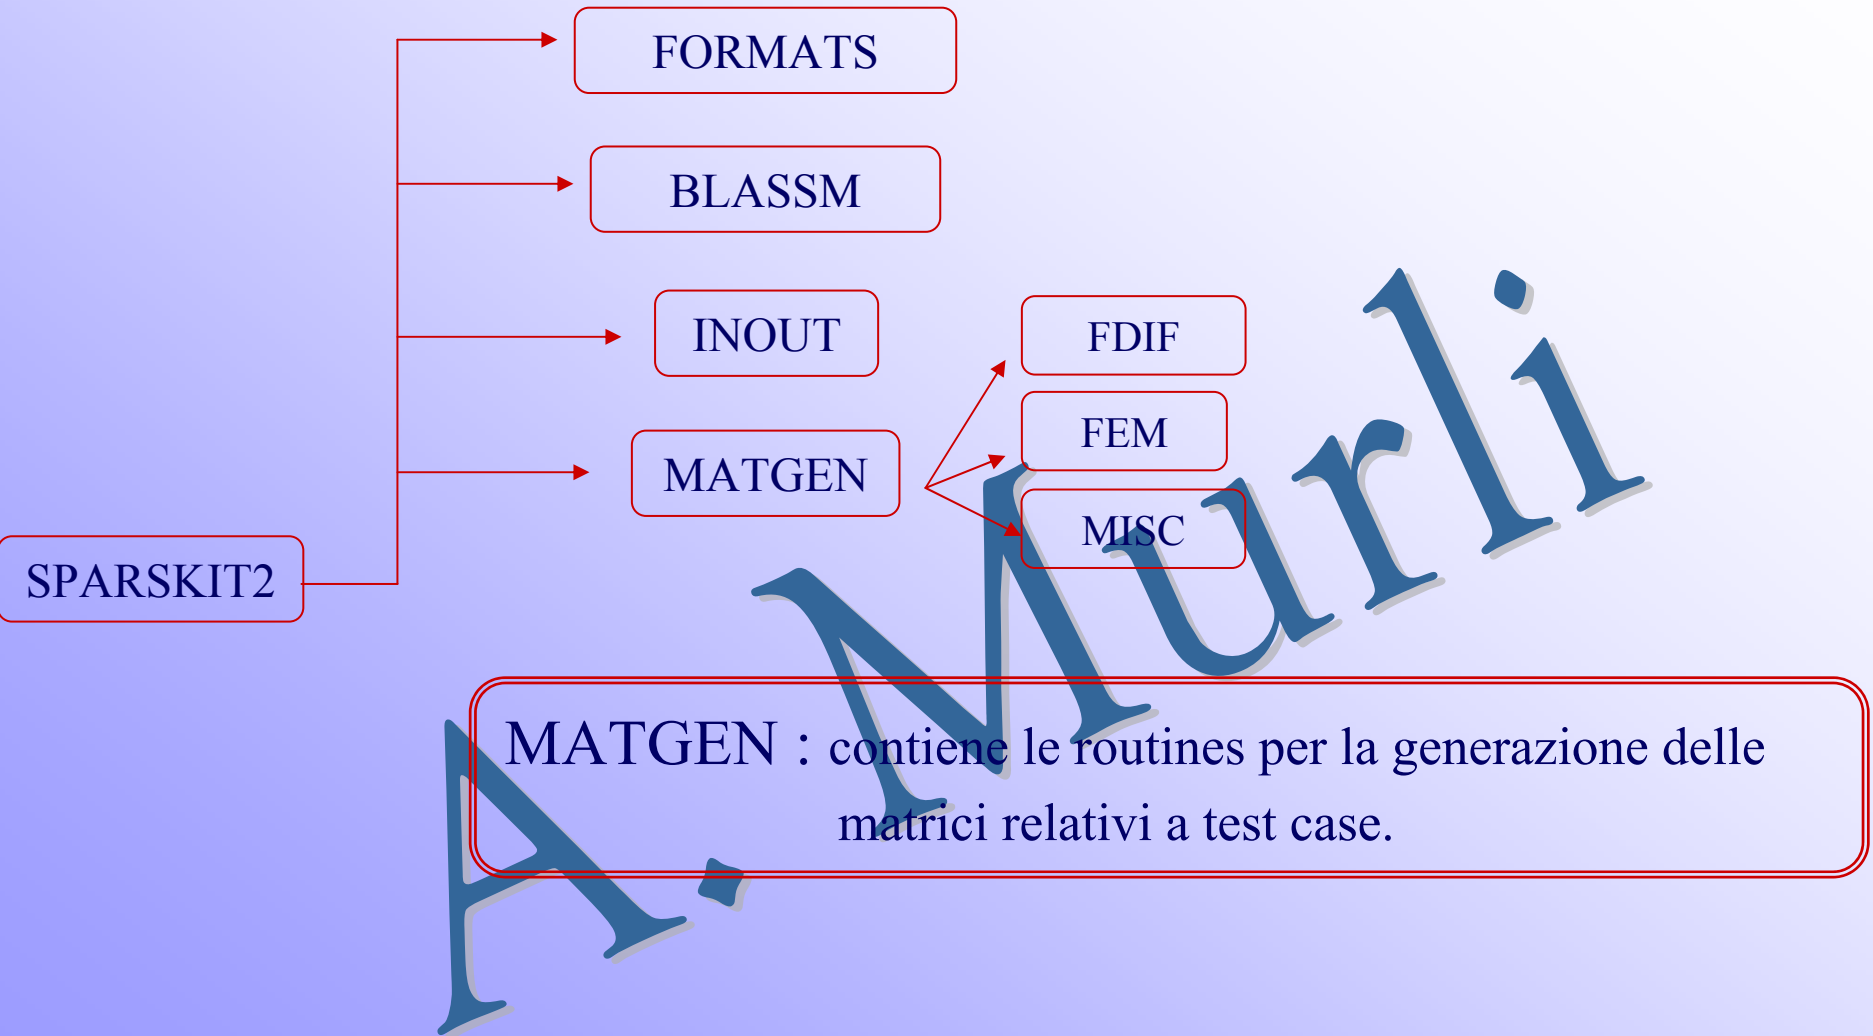 FORMATS
BLASSM
INOUT
FDIF
FEM
MATGEN
MISC
SPARSKIT2
MATGEN : contiene le routines per la generazione delle
matrici relativi a test case.
A. Murli